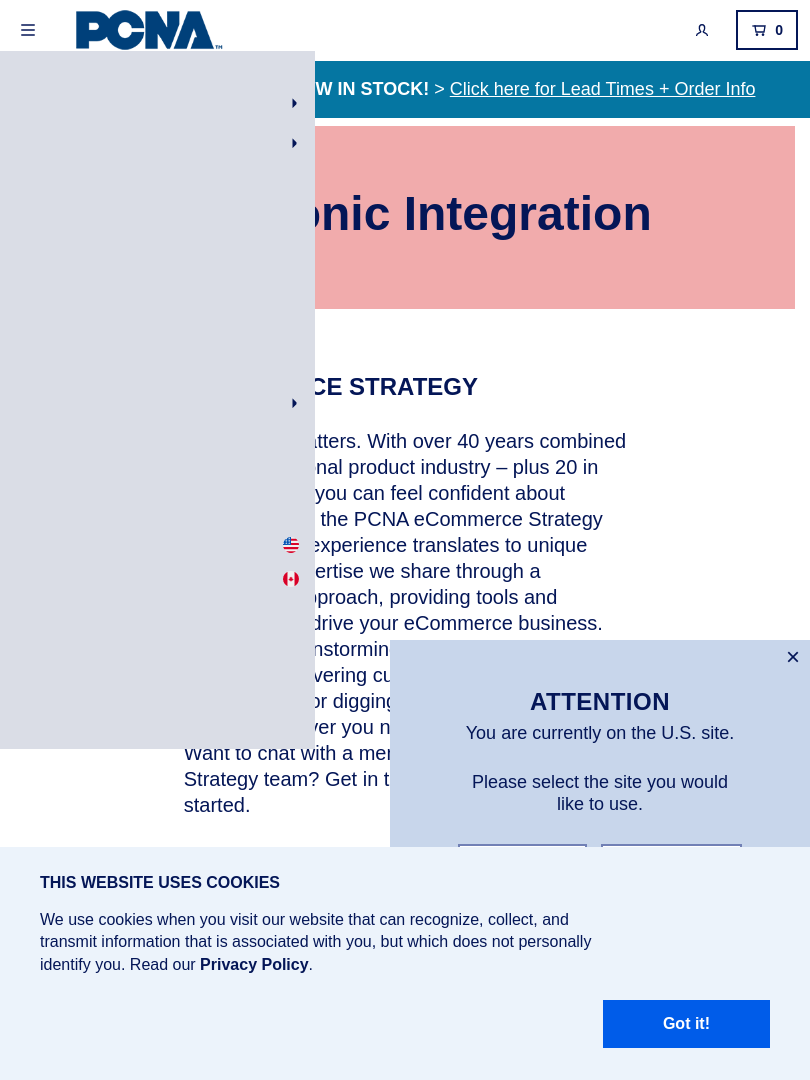 PCNA™
0
W IN STOCK! > Click here for Lead Times + Order Info
onic Integration
CE STRATEGY
atters. With over 40 years combined
onal product industry – plus 20 in
you can feel confident about
the PCNA eCommerce Strategy
experience translates to unique
ertise we share through a
pproach, providing tools and
drive your eCommerce business.
instorming
vering cu
or digging
ver you n
Want to chat with a mer
Strategy team? Get in t
started.
×
ATTENTION
You are currently on the U.S. site.
Please select the site you would
like to use.
THIS WEBSITE USES COOKIES
We use cookies when you visit our website that can recognize, collect, and
transmit information that is associated with you, but which does not personally
identify you. Read our Privacy Policy.
Got it!